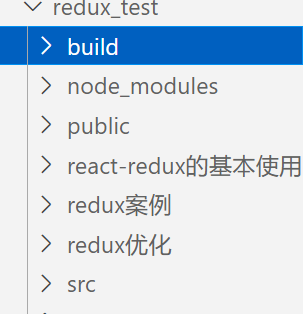 redux_test
build
node_modules
public
react-redux的基本使用
redux案例
redux优化
src